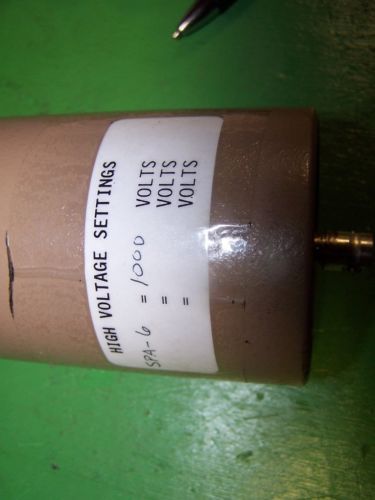 HIGH VOLTAGE SETTINGS
SPA-6 = 1000 VOLTS
= VOLTS
= VOLTS